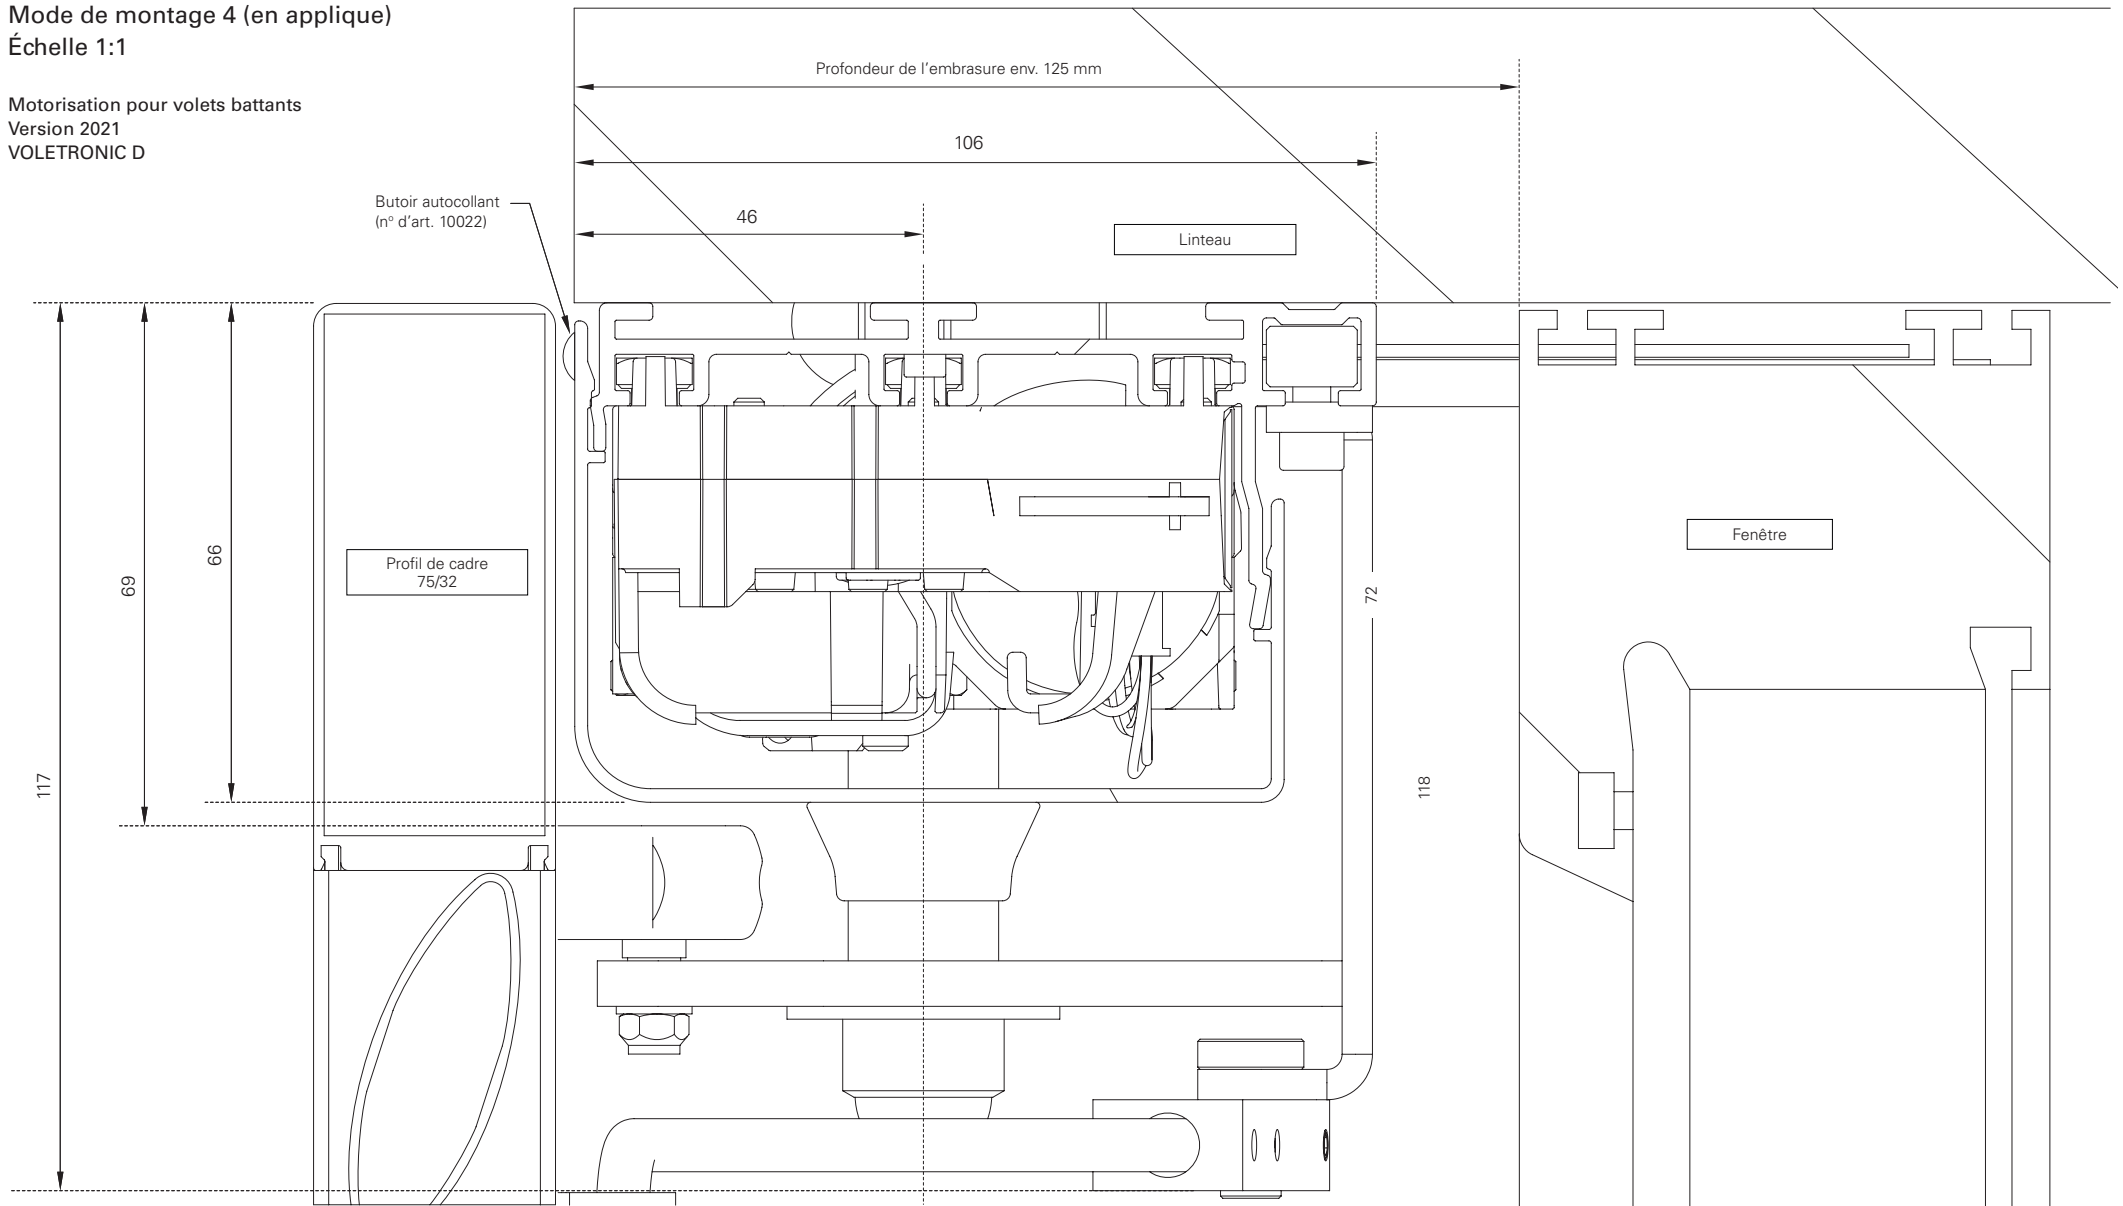 Mode de montage 4 (en applique)
Échelle 1:1
Motorisation pour volets battants
Version 2021
VOLETRONIC D
Profondeur de l'embrasure env. 125 mm
106
46
Butoir autocollant
(nº d'art. 10022)
Linteau
Profil de cadre
75/32
Fenêtre
66
69
72
117
118